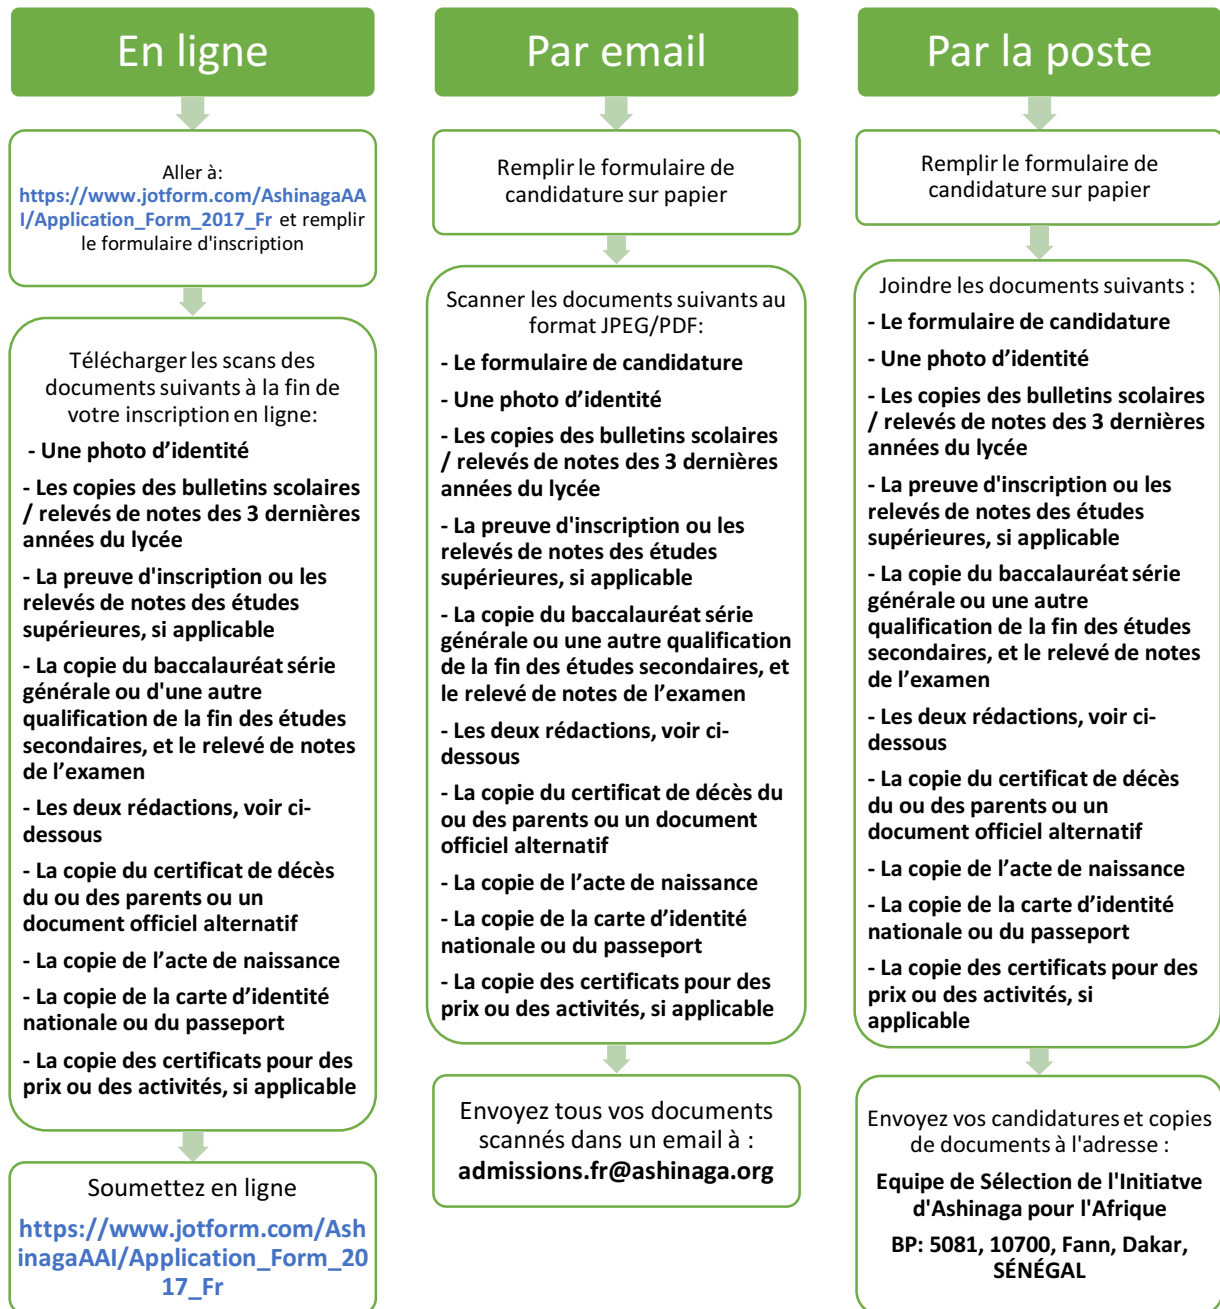 En ligne
Aller à:
https://www.jotform.com/AshinagaAA
I/Application_Form_2017_Fr et remplir
le formulaire d'inscription
Télécharger les scans des
documents suivants à la fin de
votre inscription en ligne:
- Une photo d’identité
- Les copies des bulletins scolaires
/ relevés de notes des 3 dernières
années du lycée
- La preuve d'inscription ou les
relevés de notes des études
supérieures, si applicable
- La copie du baccalauréat série
générale ou d'une autre
qualification de la fin des études
secondaires, et le relevé de notes
de l’examen
- Les deux rédactions, voir ci-
dessous
- La copie du certificat de décès
du ou des parents ou un
document officiel alternatif
- La copie de l’acte de naissance
- La copie de la carte d’identité
nationale ou du passeport
- La copie des certificats pour des
prix ou des activités, si applicable
Soumettez en ligne
https://www.jotform.com/Ash
inagaAAI/Application_Form_20
17_Fr
Par email
Remplir le formulaire de
candidature sur papier
Scanner les documents suivants au
format JPEG/PDF:
- Le formulaire de candidature
- Une photo d’identité
- Les copies des bulletins scolaires
/ relevés de notes des 3 dernières
années du lycée
- La preuve d'inscription ou les
relevés de notes des études
supérieures, si applicable
- La copie du baccalauréat série
générale ou une autre qualification
de la fin des études secondaires, et
le relevé de notes de l’examen
- Les deux rédactions, voir ci-
dessous
- La copie du certificat de décès du
ou des parents ou un document
officiel alternatif
- La copie de l’acte de naissance
- La copie de la carte d’identité
nationale ou du passeport
- La copie des certificats pour des
prix ou des activités, si applicable
Envoyez tous vos documents
scannés dans un email à :
admissions.fr@ashinaga.org
Par la poste
Remplir le formulaire de
candidature sur papier
Joindre les documents suivants :
- Le formulaire de candidature
- Une photo d’identité
- Les copies des bulletins scolaires
/ relevés de notes des 3 dernières
années du lycée
- La preuve d'inscription ou les
relevés de notes des études
supérieures, si applicable
- La copie du baccalauréat série
générale ou une autre
qualification de la fin des études
secondaires, et le relevé de notes
de l’examen
- Les deux rédactions, voir ci-
dessous
- La copie du certificat de décès
du ou des parents ou un
document officiel alternatif
- La copie de l’acte de naissance
- La copie de la carte d’identité
nationale ou du passeport
- La copie des certificats pour des
prix ou des activités, si
applicable
Envoyez vos candidatures et copies
de documents à l'adresse :
Equipe de Sélection de l'Initiatve
d'Ashinaga pour l'Afrique
BP: 5081, 10700, Fann, Dakar,
SÉNÉGAL